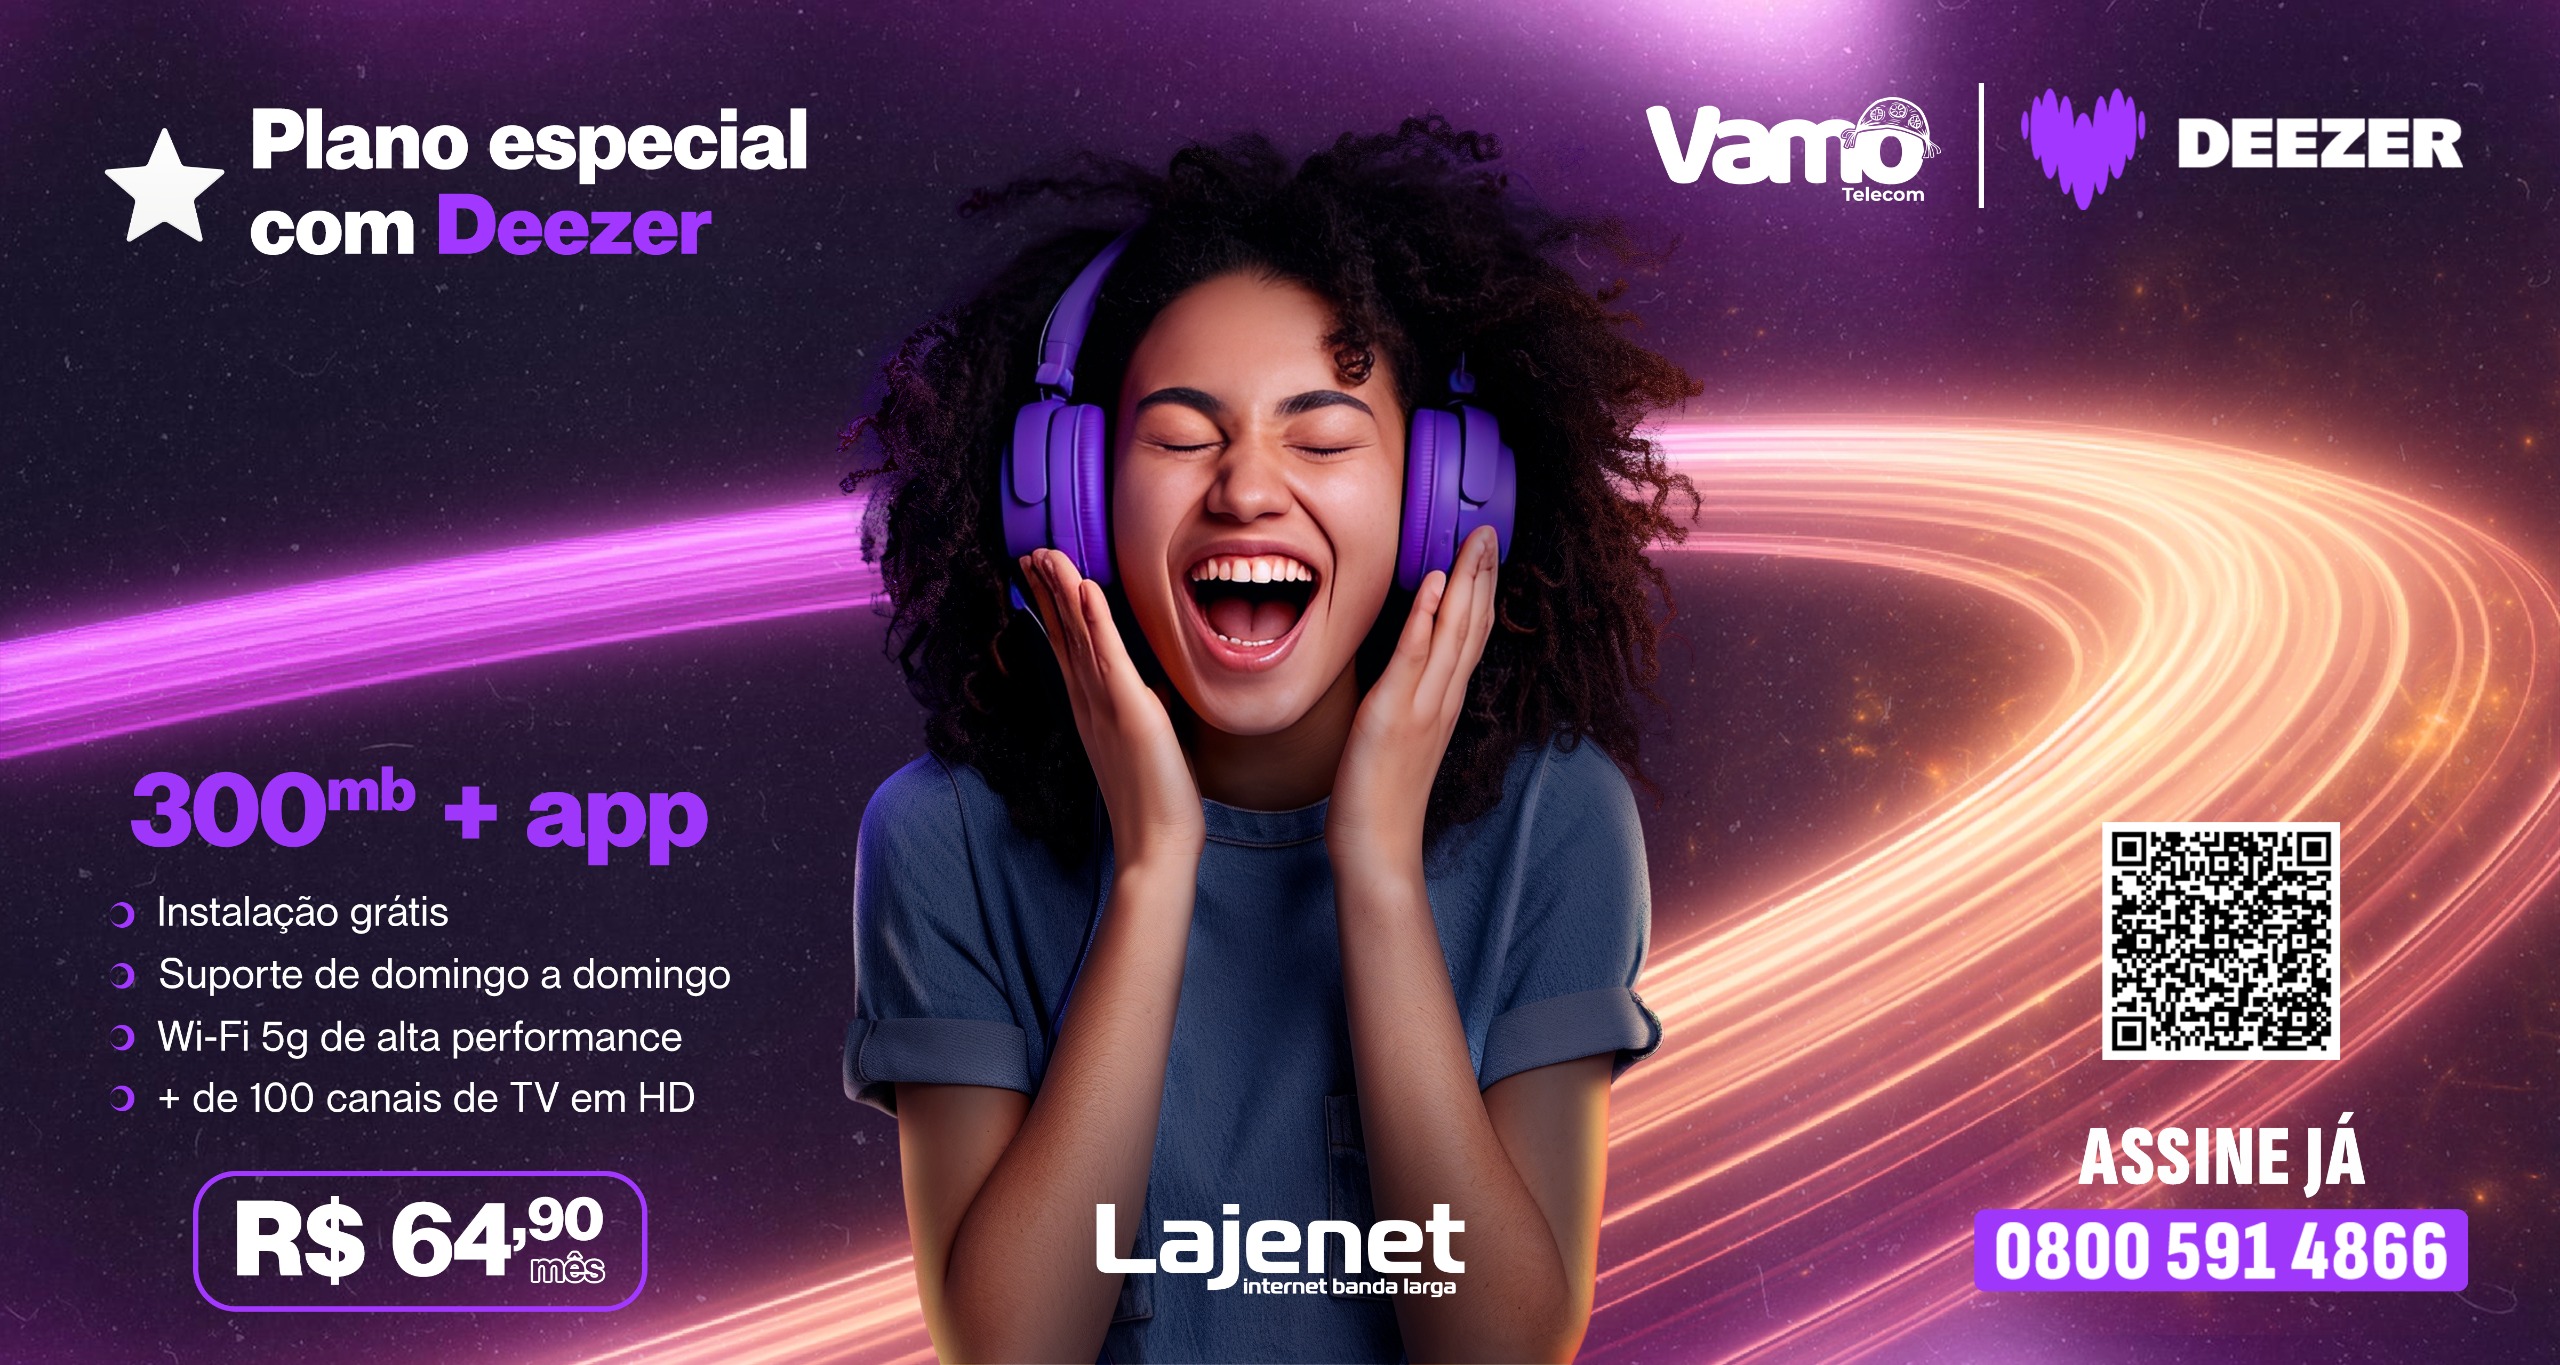 Plano especial
com Deezer
Vamo
Telecom
DEEZER
300mb + app
Instalação grátis
Suporte de domingo a domingo
Wi-Fi 5g de alta performance
+ de 100 canais de TV em HD
R$ 64,90
mês
Lajenet
internet banda larga
ASSINE JÁ
0800 591 4866